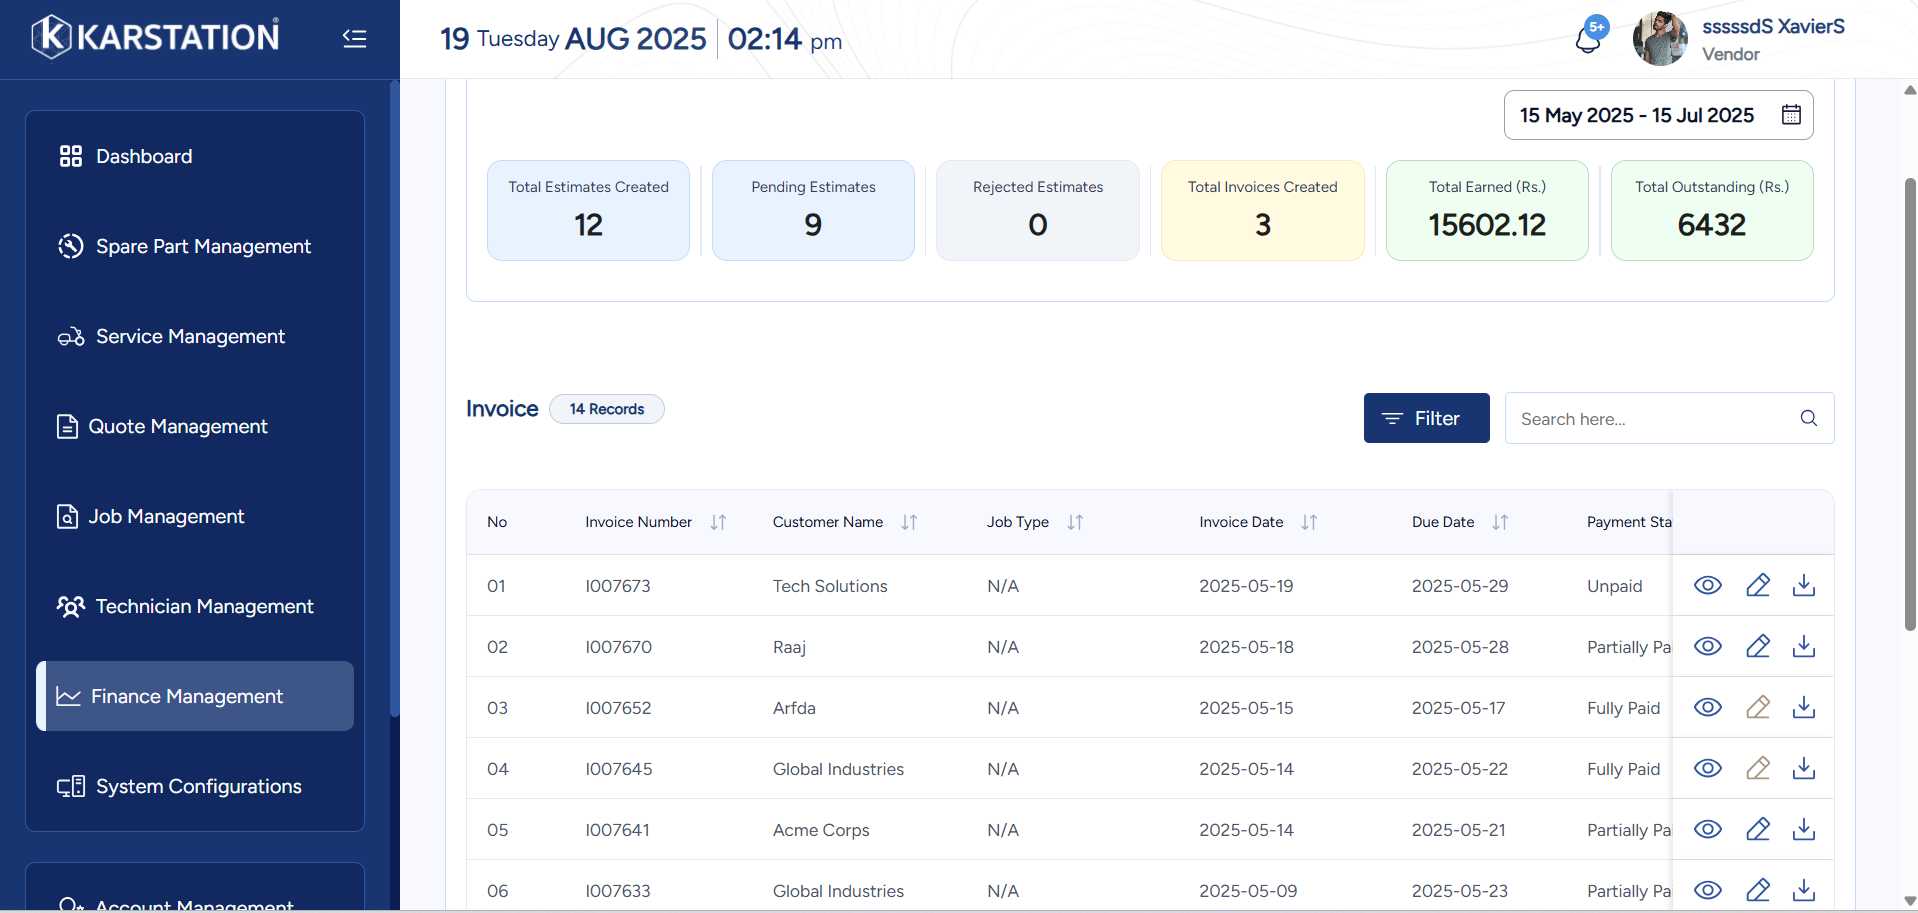 KARSTATION
19 Tuesday AUG 2025 02:14 pm
5+
sssssdS XavierS
Vendor
Dashboard
Spare Part Management
Service Management
Quote Management
Job Management
Technician Management
Finance Management
System Configurations
Account Management
15 May 2025 - 15 Jul 2025
Total Estimates Created
12
Pending Estimates
9
Rejected Estimates
0
Total Invoices Created
3
Total Earned (Rs.)
15602.12
Total Outstanding (Rs.)
6432
Invoice 14 Records
Filter
Search here...
No Invoice Number Customer Name Job Type Invoice Date Due Date Payment Sta
01 I007673 Tech Solutions N/A 2025-05-19 2025-05-29 Unpaid
02 I007670 Raaj N/A 2025-05-18 2025-05-28 Partially Pa
03 I007652 Arfda N/A 2025-05-15 2025-05-17 Fully Paid
04 I007645 Global Industries N/A 2025-05-14 2025-05-22 Fully Paid
05 I007641 Acme Corps N/A 2025-05-14 2025-05-21 Partially Pa
06 I007633 Global Industries N/A 2025-05-09 2025-05-23 Partially Pa